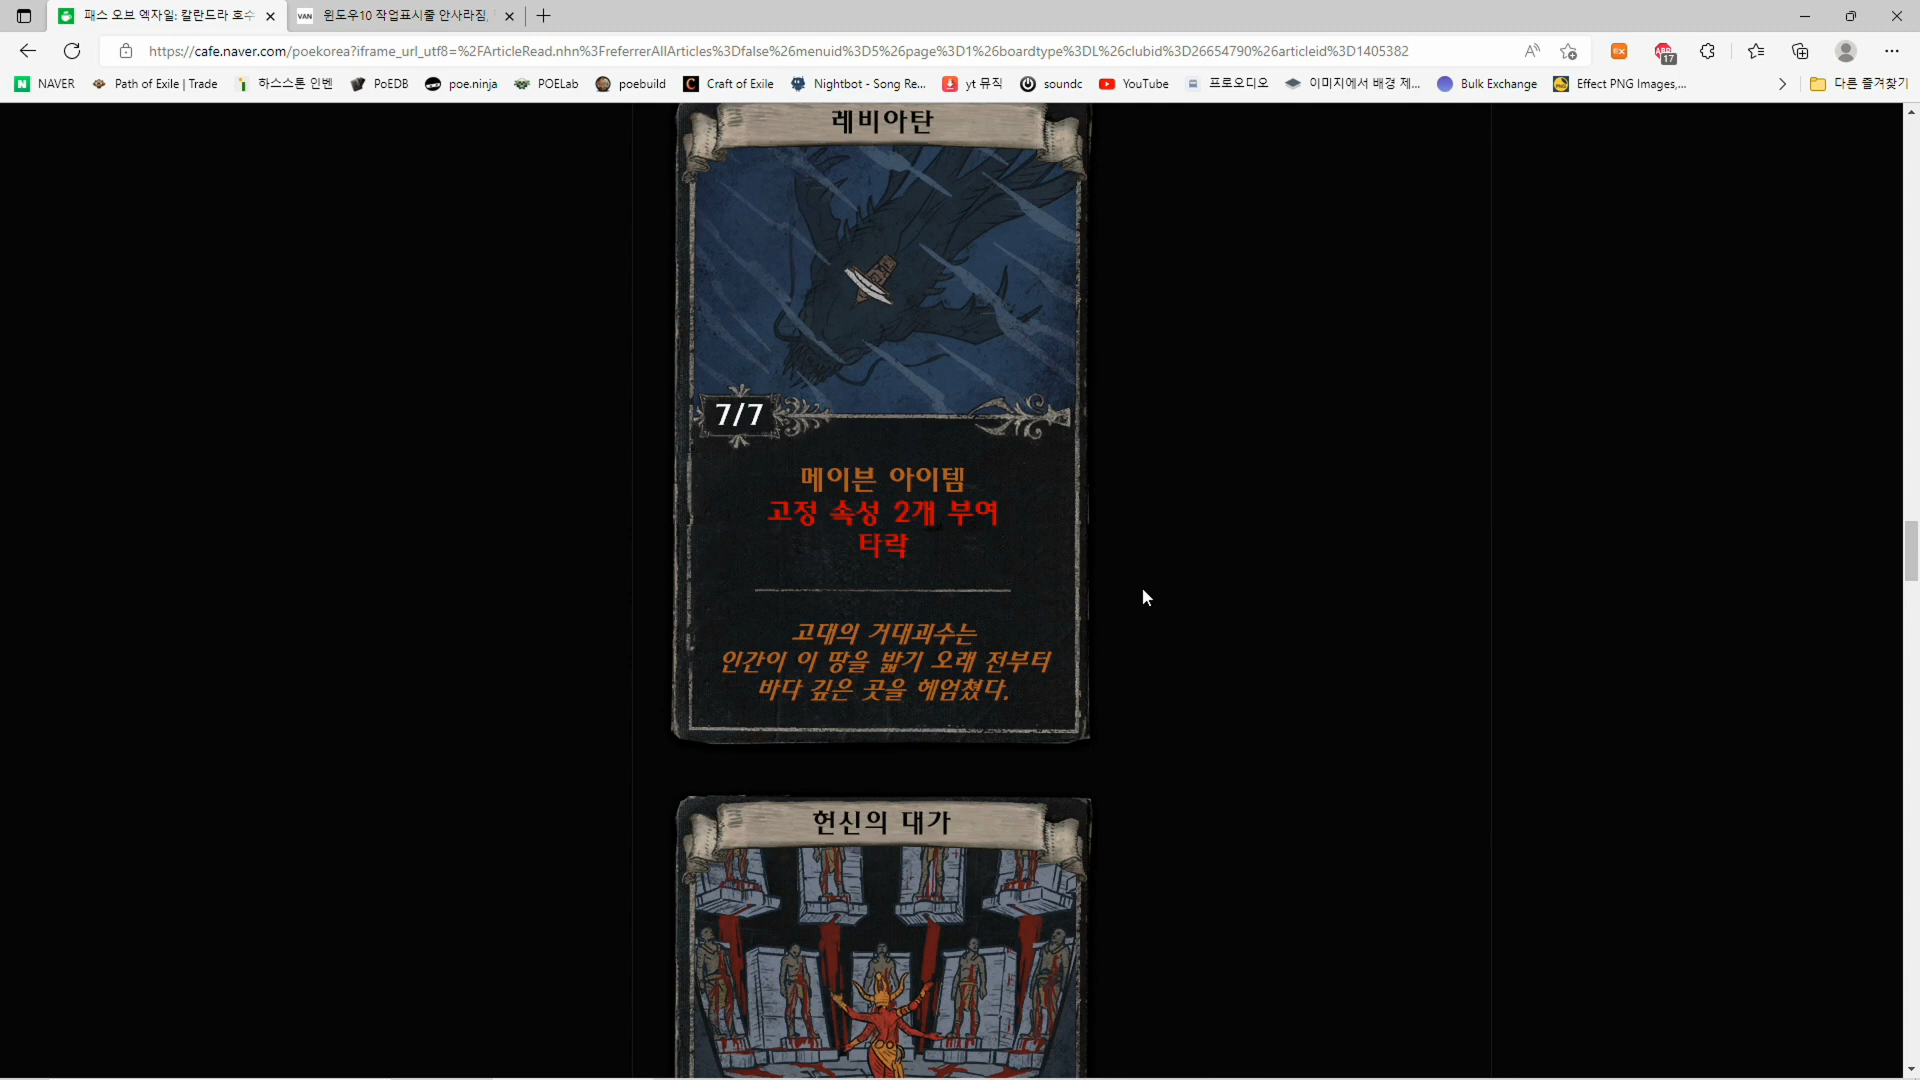 패스 오브 엑자일: 칼란드라 호수
VAN 윈도우10 작업표시줄 안사라짐,
https://cafe.naver.com/poekorea?iframe_url_utf8=%2FArticleRead.nhn%3FreferrerAllArticles%3Dfalse%26menuid%3D5%26page%3D1%26boardtype%3DL%26clubid%3D26654790%26articleid%3D1405382
17
NAVER
Path of Exile | Trade
하스스톤 인벤
PoEDB
poe.ninja
POELab
poebuild
Craft of Exile
Nightbot - Song Re...
yt 뮤직
soundc
YouTube
프로오디오
이미지에서 배경 제...
Bulk Exchange
Effect PNG Images,...
다른 즐겨찾기
레비아탄
7/7
메이븐 아이템
고정 속성 2개 부여
타락
고대의 거대괴수는
인간이 이 땅을 밟기 오래 전부터
바다 깊은 곳을 헤엄쳤다.
헌신의 대가